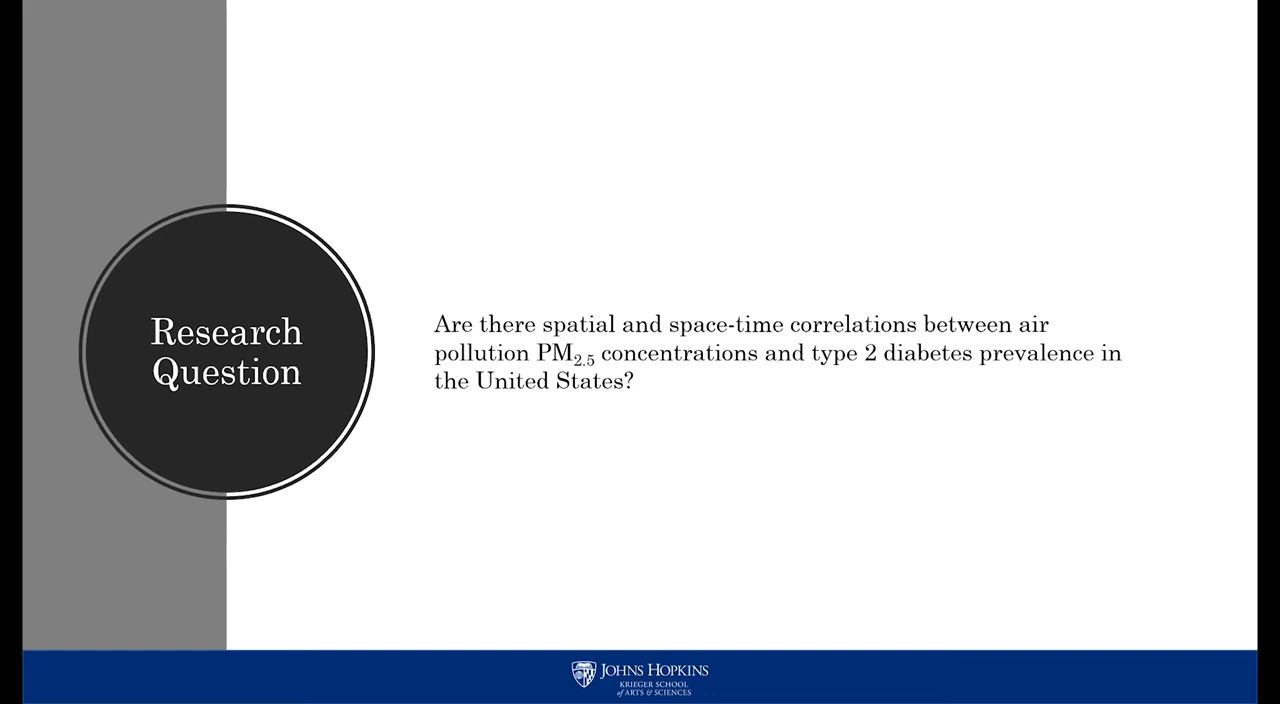 Research
Question
Are there spatial and space-time correlations between air
pollution PM₂.₅ concentrations and type 2 diabetes prevalence in
the United States?
JOHNS HOPKINS
KRIEGER SCHOOL
of ARTS & SCIENCES